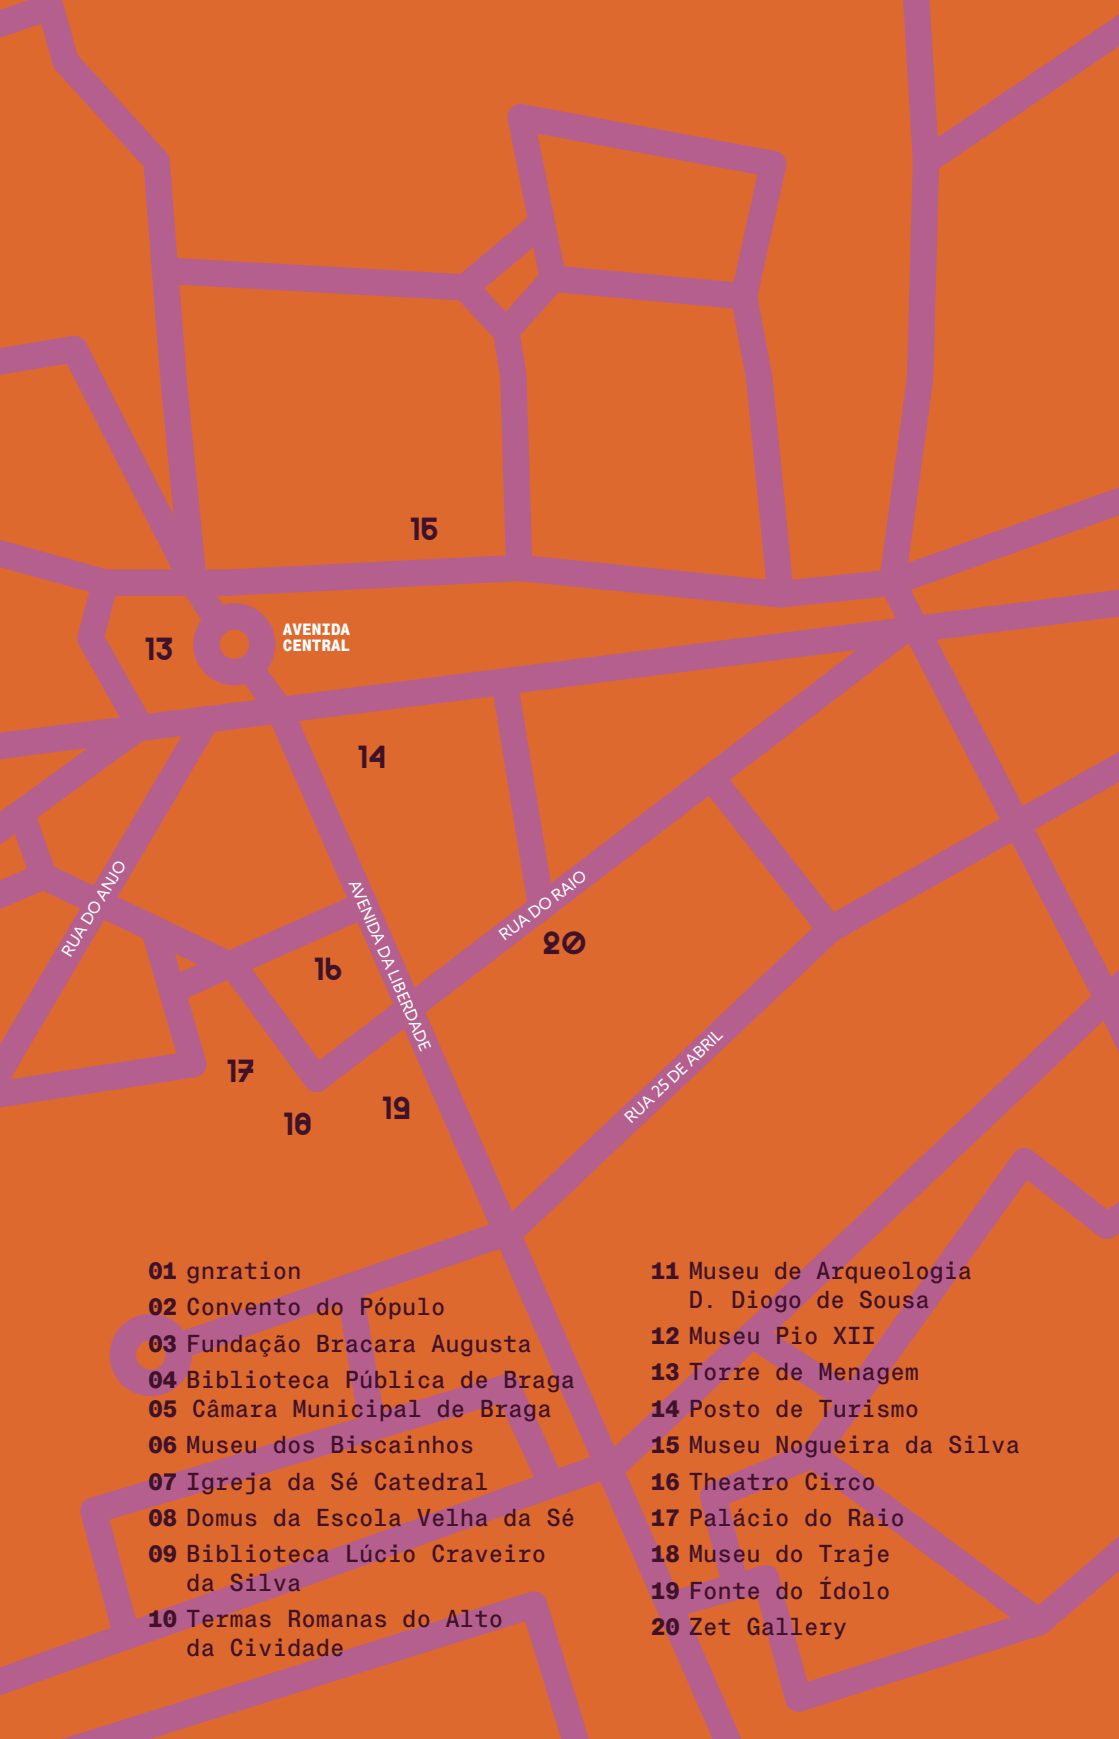 15
13
AVENIDA
CENTRAL
14
RUA DO ANJO
AVENIDA DA LIBERDADE
RUA DO RAIO
20
16
17
18
19
RUA 25 DE ABRIL
01 gnration
02 Convento do Pópulo
03 Fundação Bracara Augusta
04 Biblioteca Pública de Braga
05 Câmara Municipal de Braga
06 Museu dos Biscainhos
07 Igreja da Sé Catedral
08 Domus da Escola Velha da Sé
09 Biblioteca Lúcio Craveiro
da Silva
10 Termas Romanas do Alto
da Cividade
11 Museu de Arqueologia
D. Diogo de Sousa
12 Museu Pio XII
13 Torre de Menagem
14 Posto de Turismo
15 Museu Nogueira da Silva
16 Theatro Circo
17 Palácio do Raio
18 Museu do Traje
19 Fonte do Ídolo
20 Zet Gallery